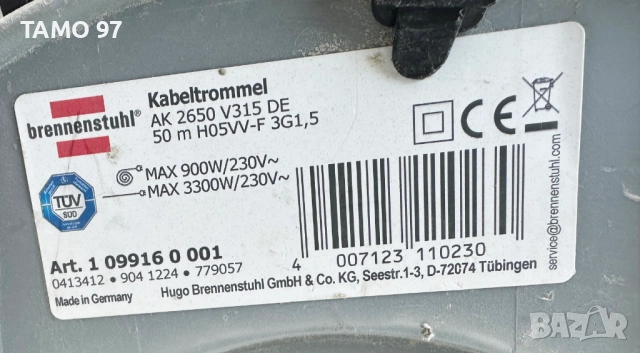 TAMO 97
brennenstuhl®
Kabeltrommel
AK 2650 V315 DE
50 m H05VV-F 3G1,5
MAX 900W/230V~
MAX 3300W/230V~
TÜV
SÜD
Art. 1 09916 0 001
0413412 • 904 1224 • 779057
Made in Germany
4 007123 110230
Hugo Brennenstuhl GmbH & Co. KG, Seestr.1-3, D-72074 Tübingen
CE
service@brennenstuhl.com
BAZAR